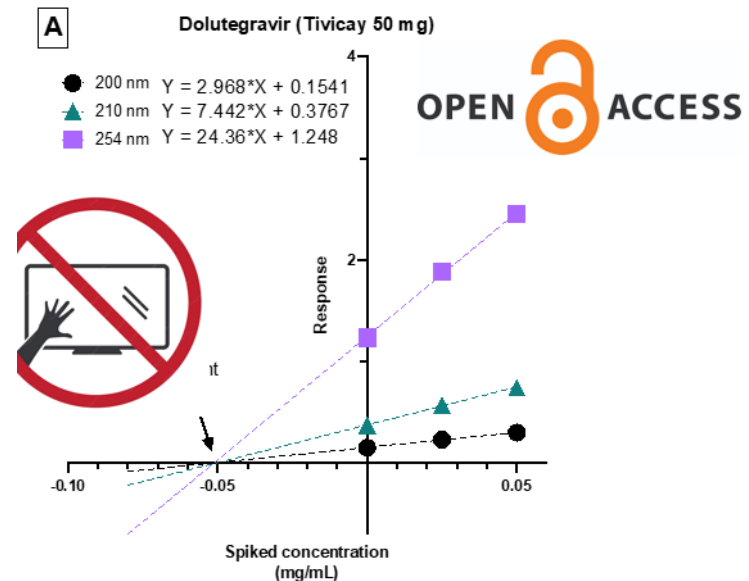 A
Dolutegravir (Tivicay 50 mg)
200 nm Y = 2.968*X + 0.1541
210 nm Y = 7.442*X + 0.3767
254 nm Y = 24.36*X + 1.248
OPEN ACCESS
4
2
Response
-0.10
-0.05
0.05
Spiked concentration
(mg/mL)